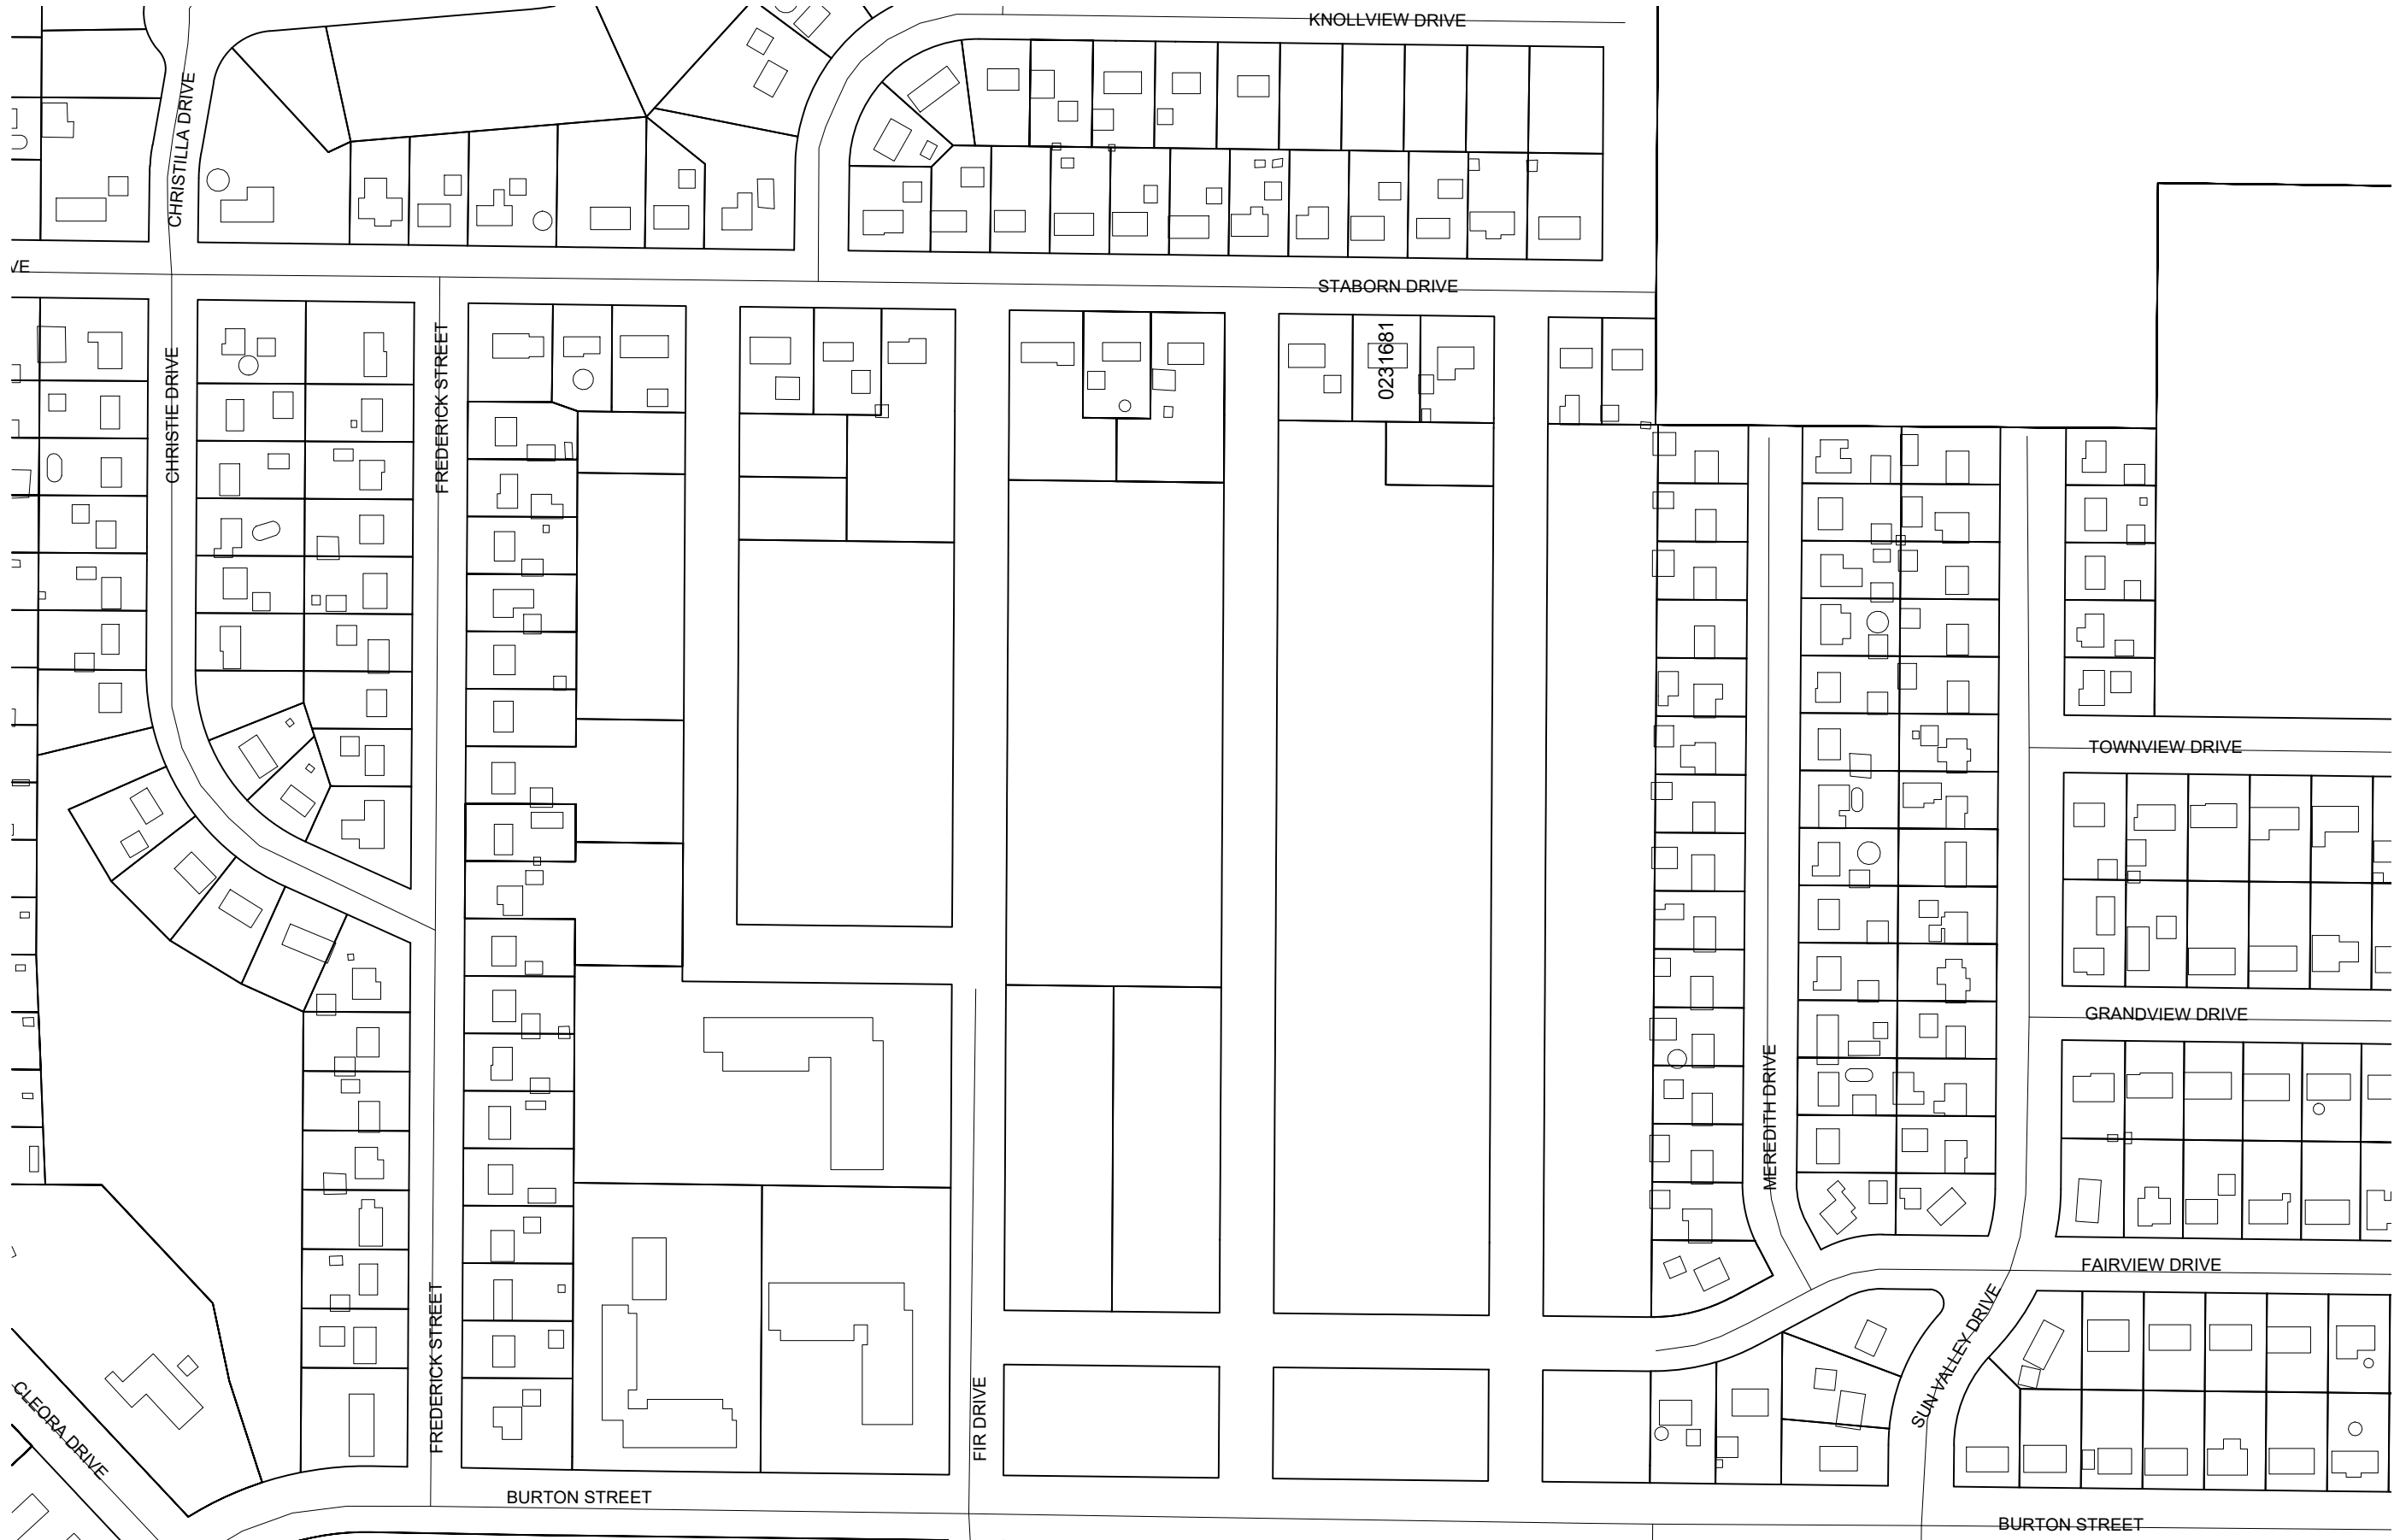 KNOLLVIEW DRIVE
CHRISTILLA DRIVE
VE
STABORN DRIVE
CHRISTIE DRIVE
FREDERICK STREET
0231681
TOWNVIEW DRIVE
GRANDVIEW DRIVE
MEREDITH DRIVE
FAIRVIEW DRIVE
SUN VALLEY DRIVE
FREDERICK STREET
CLEORA DRIVE
FIR DRIVE
BURTON STREET
BURTON STREET